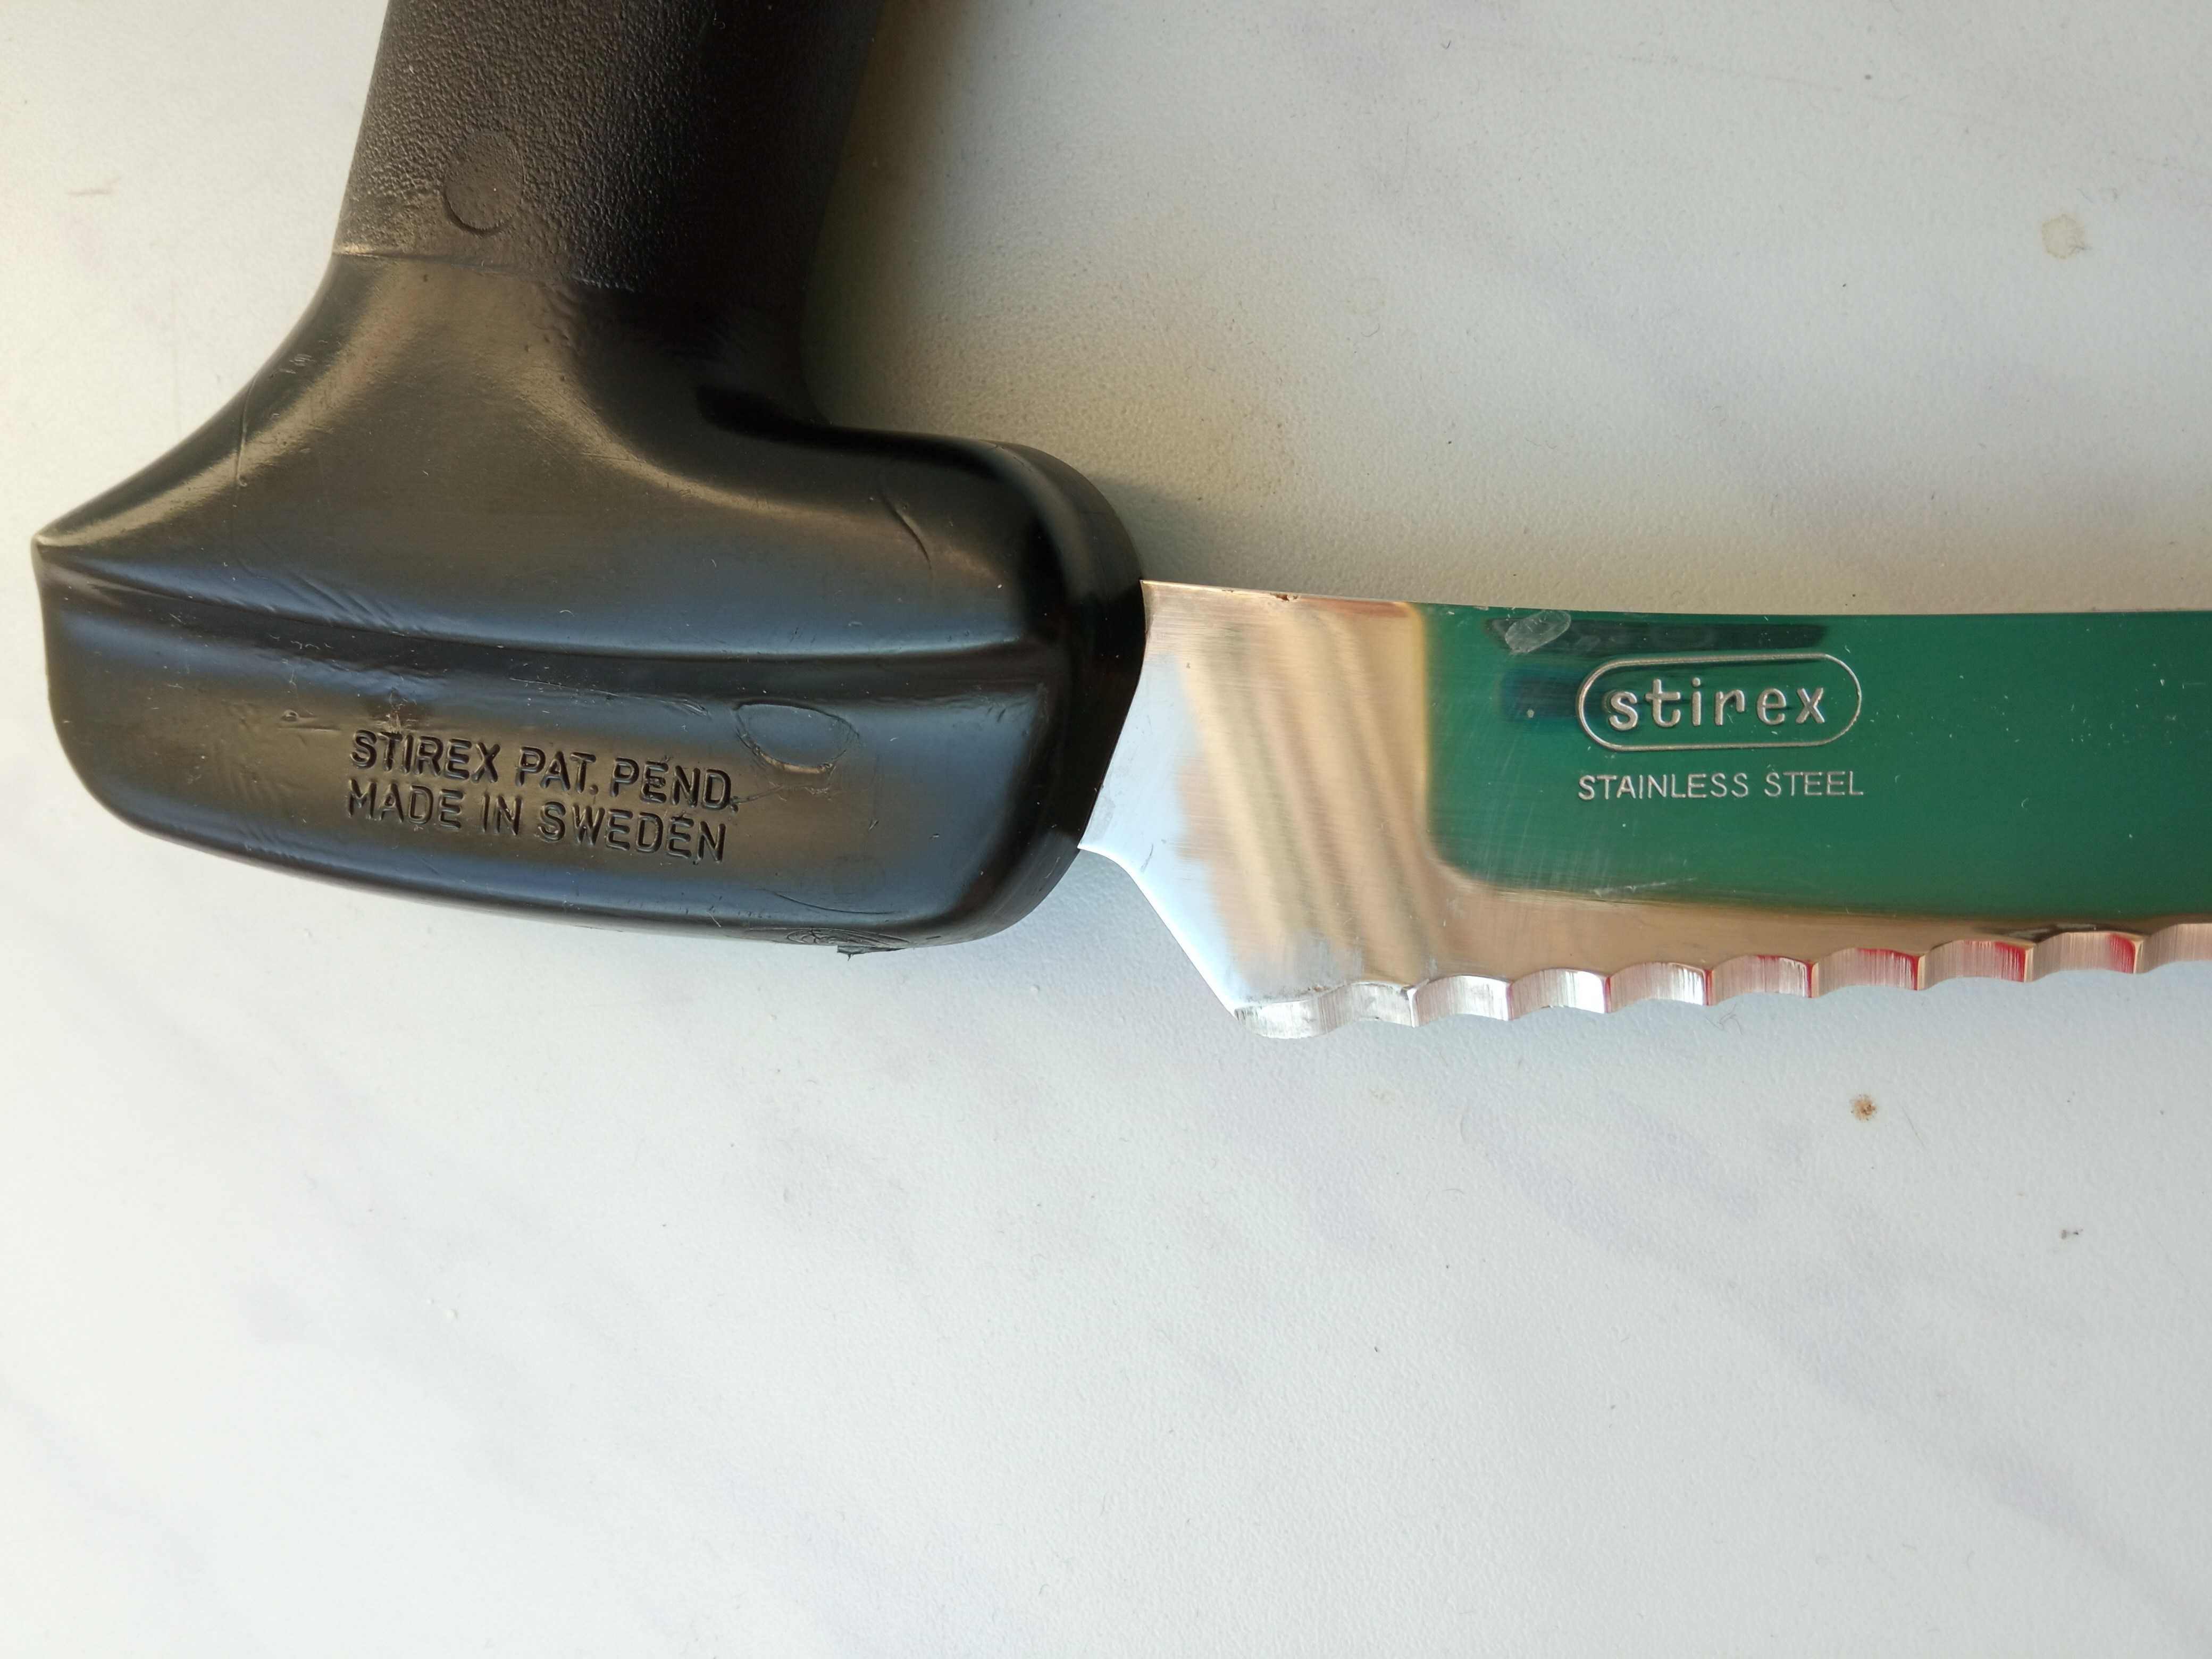 STIREX PAT. PEND.
MADE IN SWEDEN
stirex
STAINLESS STEEL